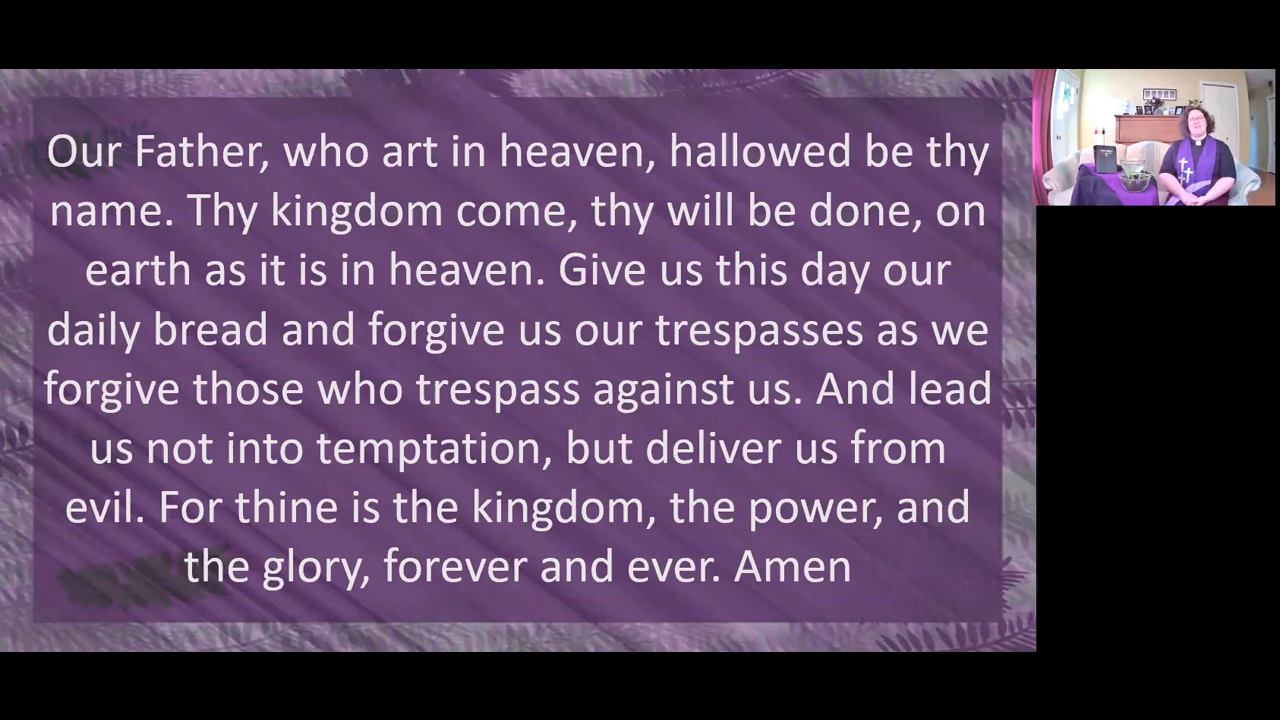 Our Father, who art in heaven, hallowed be thy
name. Thy kingdom come, thy will be done, on
earth as it is in heaven. Give us this day our
daily bread and forgive us our trespasses as we
forgive those who trespass against us. And lead
us not into temptation, but deliver us from
evil. For thine is the kingdom, the power, and
the glory, forever and ever. Amen